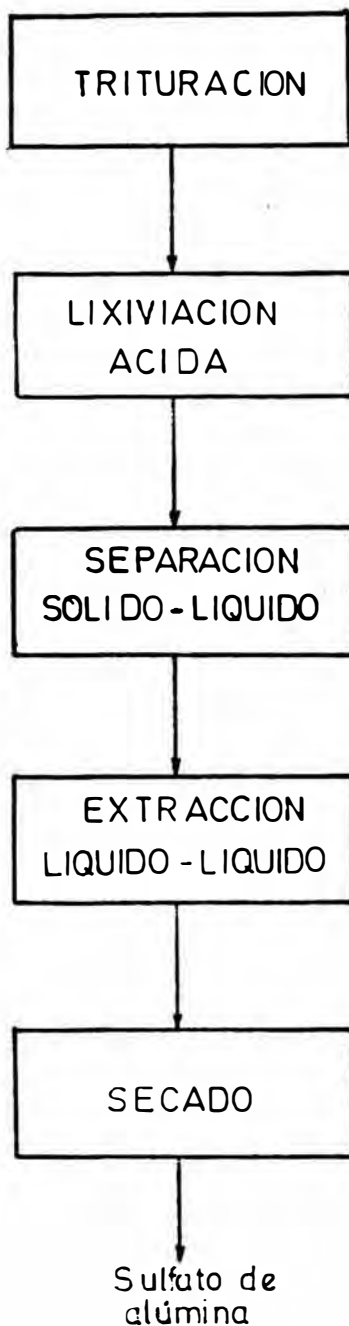 TRITURACION
LIXIVIACION
ACIDA
SEPARACION
SOLIDO-LIQUIDO
EXTRACCION
LIQUIDO-LIQUIDO
SECADO
Sulfato de
alúmina